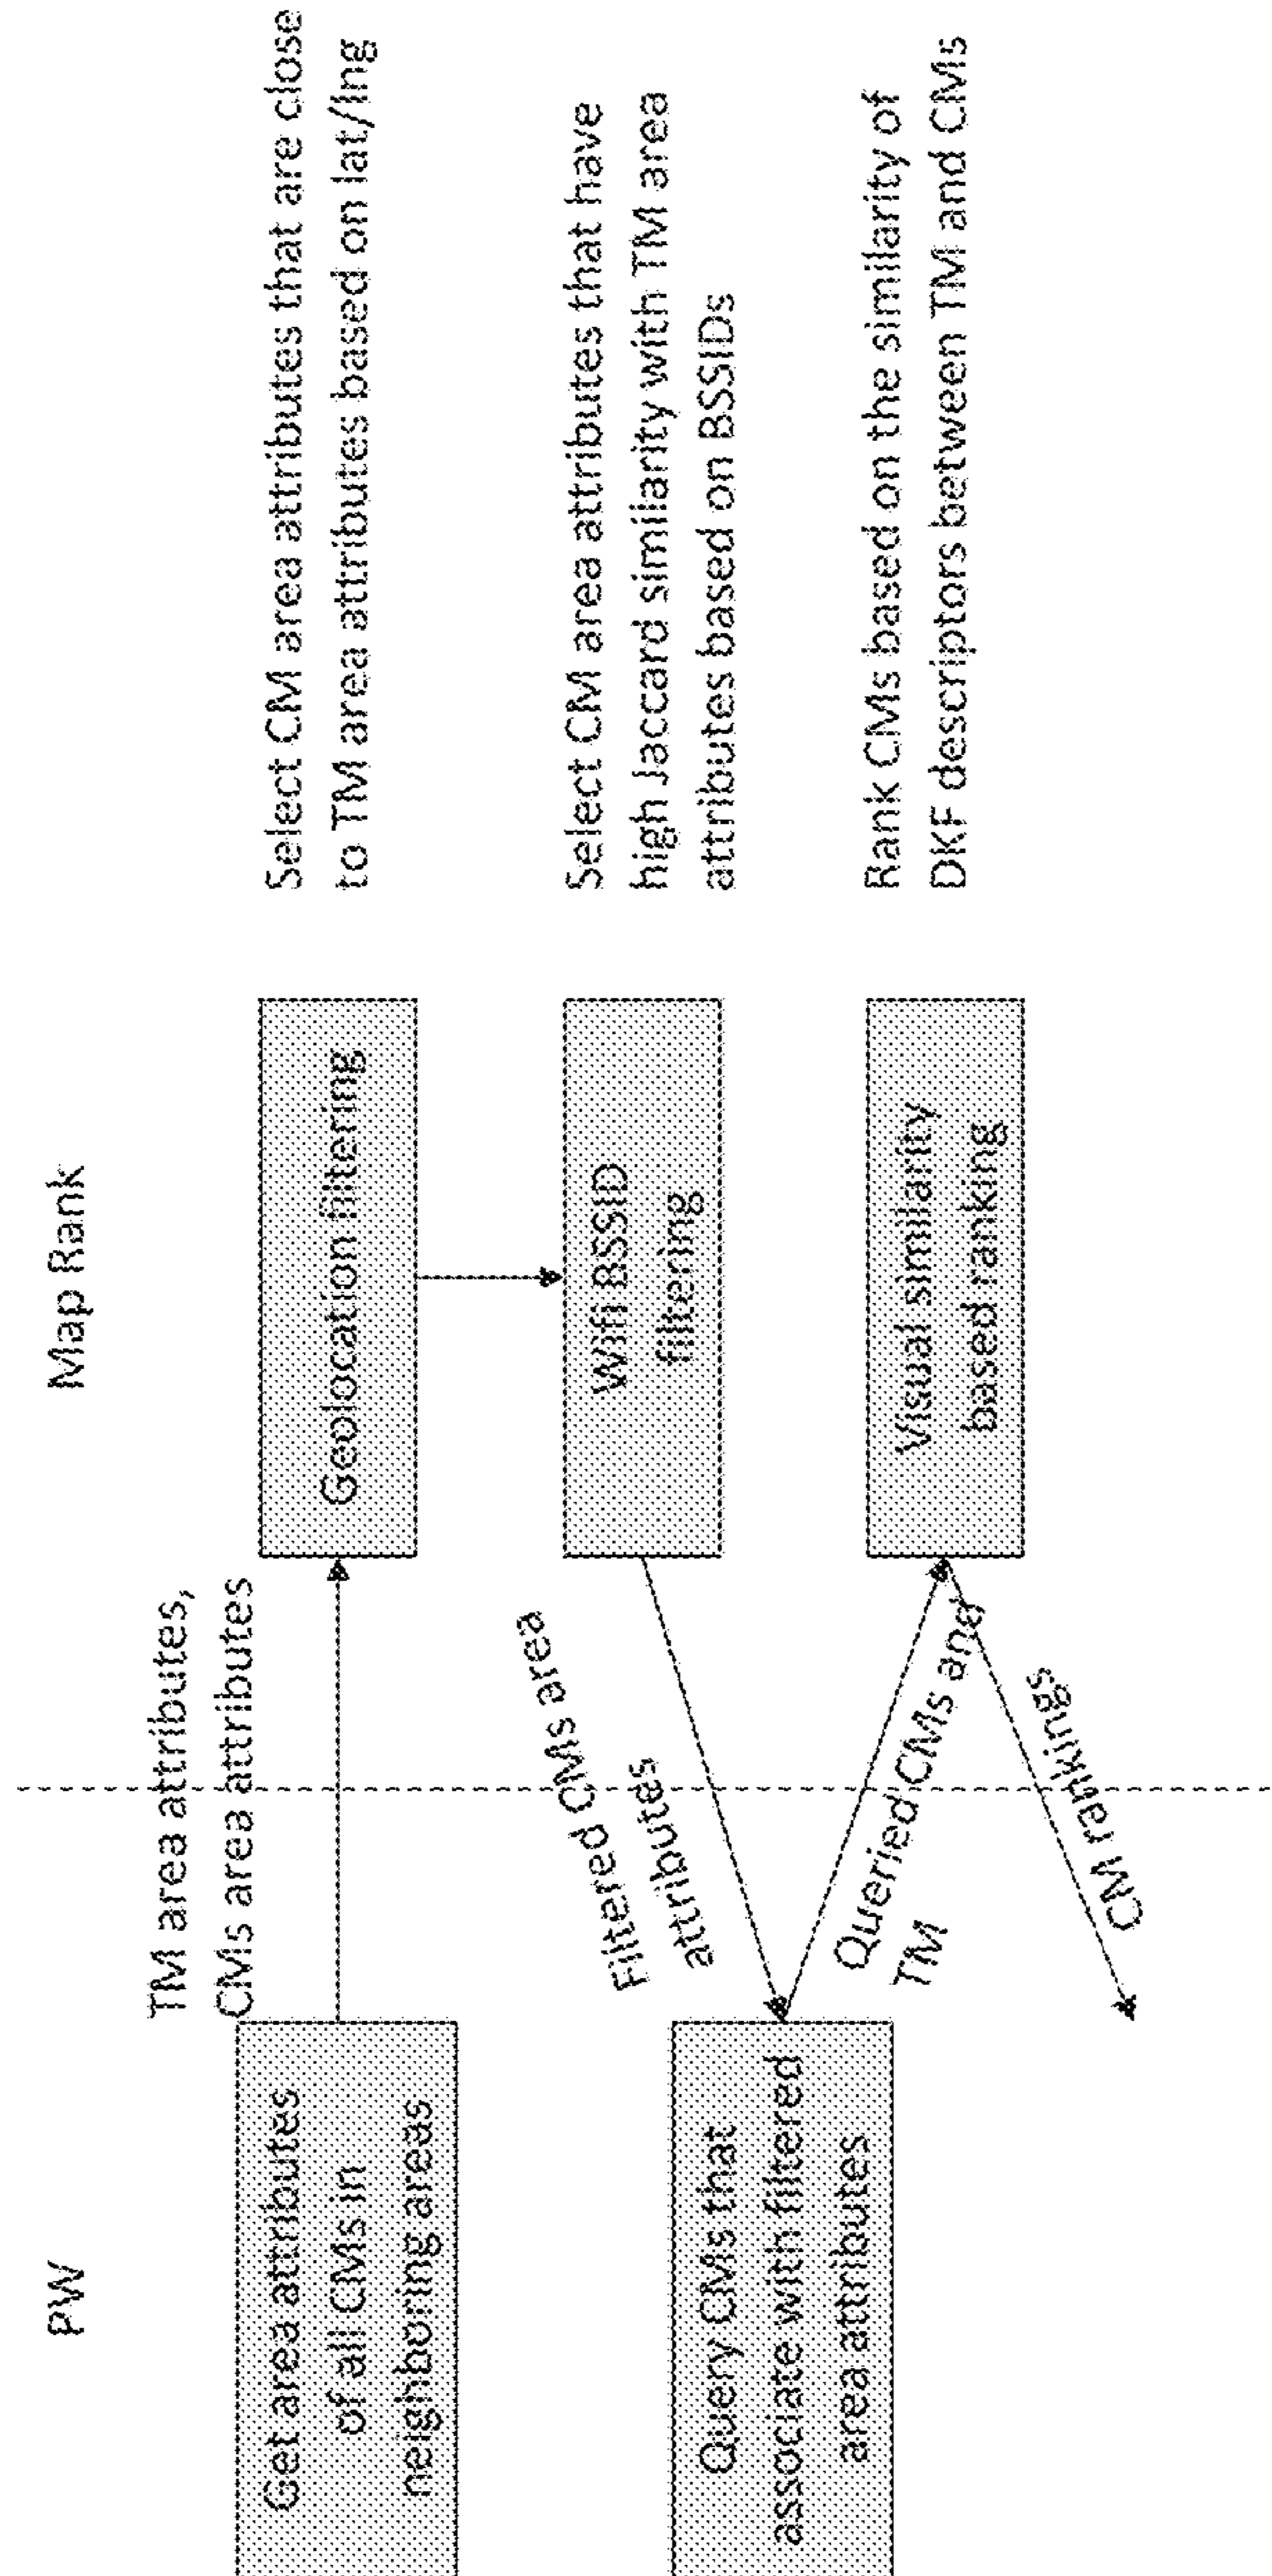 PW
Map Rank
Get area attributes
of all CMs in
neighboring areas
TM area attributes,
CMs area attributes
Geolocation filtering
Select CM area attributes that are close
to TM area attributes based on lat/lng
Wifi BSSID
filtering
Select CM area attributes that have
high Jaccard similarity with TM area
attributes based on BSSIDs
Filtered CMs area
attributes
Query CMs that
associate with filtered
area attributes
Queried CMs and
TM
Visual similarity
based ranking
Rank CMs based on the similarity of
DKF descriptors between TM and CMs
CM rankings